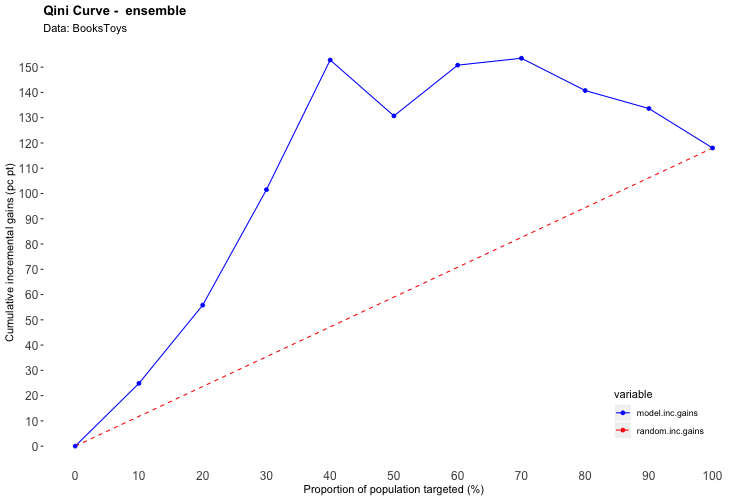 Qini Curve -  ensemble
Data: BooksToys
Cumulative incremental gains (pc pt)
150
140
130
120
110
100
90
80
70
60
50
40
30
20
10
0
variable
model.inc.gains
random.inc.gains
0 10 20 30 40 50 60 70 80 90 100
Proportion of population targeted (%)